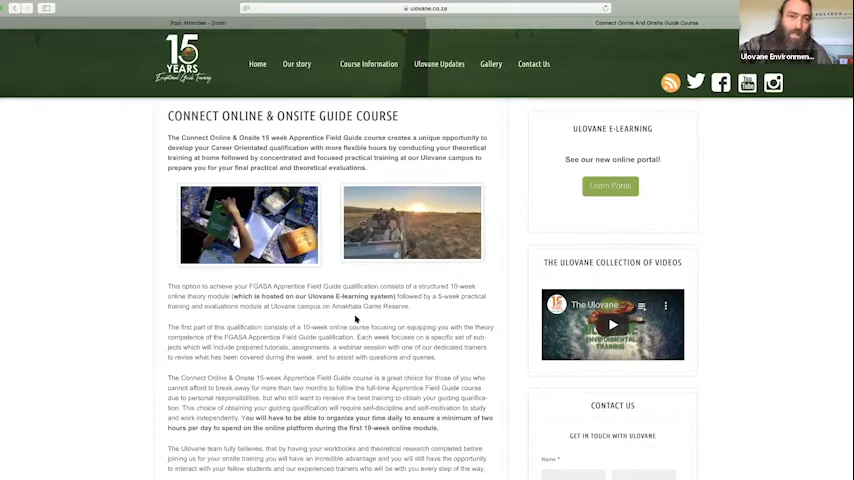 ulovane.co.za
Post Attendee - Zoom
Connect Online And Onsite Guide Course
Ulovane Environmen...
15
YEARS
Exceptional Guide Training
Home
Our story
Course Information
Ulovane Updates
Gallery
Contact Us
You
Tube
CONNECT ONLINE & ONSITE GUIDE COURSE
The Connect Online & Onsite 15 week Apprentice Field Guide course creates a unique opportunity to
develop your Career Orientated qualification with more flexible hours by conducting your theoretical
training at home followed by concentrated and focused practical training at our Ulovane campus to
prepare you for your final practical and theoretical evaluations.
This option to achieve your FGASA Apprentice Field Guide qualification consists of a structured 10-week
online theory module (which is hosted on our Ulovane E-learning system) followed by a 5-week practical
training and evaluations module at Ulovane campus on Amakhala Game Reserve.
The first part of this qualification consists of a 10-week online course focusing on equipping you with the theory
competence of the FGASA Apprentice Field Guide qualification. Each week focuses on a specific set of sub-
jects which will include prepared tutorials, assignments, a webinar session with one of our dedicated trainers
to revise what has been covered during the week, and to assist with questions and queries.
The Connect Online & Onsite 15-week Apprentice Field Guide course is a great choice for those of you who
cannot afford to break away for more than two months to follow the full-time Apprentice Field Guide course
due to personal responsibilities, but who still want to receive the best training to obtain your guiding qualifica-
tion. This choice of obtaining your guiding qualification will require self-discipline and self-motivation to study
and work independently. You will have to be able to organize your time daily to ensure a minimum of two
hours per day to spend on the online platform during the first 10-week online module.
The Ulovane team fully believes, that by having your workbooks and theoretical research completed before
joining us for your onsite training you will have an incredible advantage and you will still have the opportunity
to interact with your fellow students and our experienced trainers who will be with you every step of the way.
ULOVANE E-LEARNING
See our new online portal!
Learn Portal
THE ULOVANE COLLECTION OF VIDEOS
The Ulovane ...
CONTACT US
GET IN TOUCH WITH ULOVANE
Name *